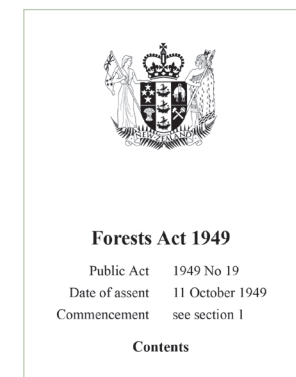 NEW ZEALAND
Forests Act 1949
Public Act 1949 No 19
Date of assent 11 October 1949
Commencement see section 1
Contents